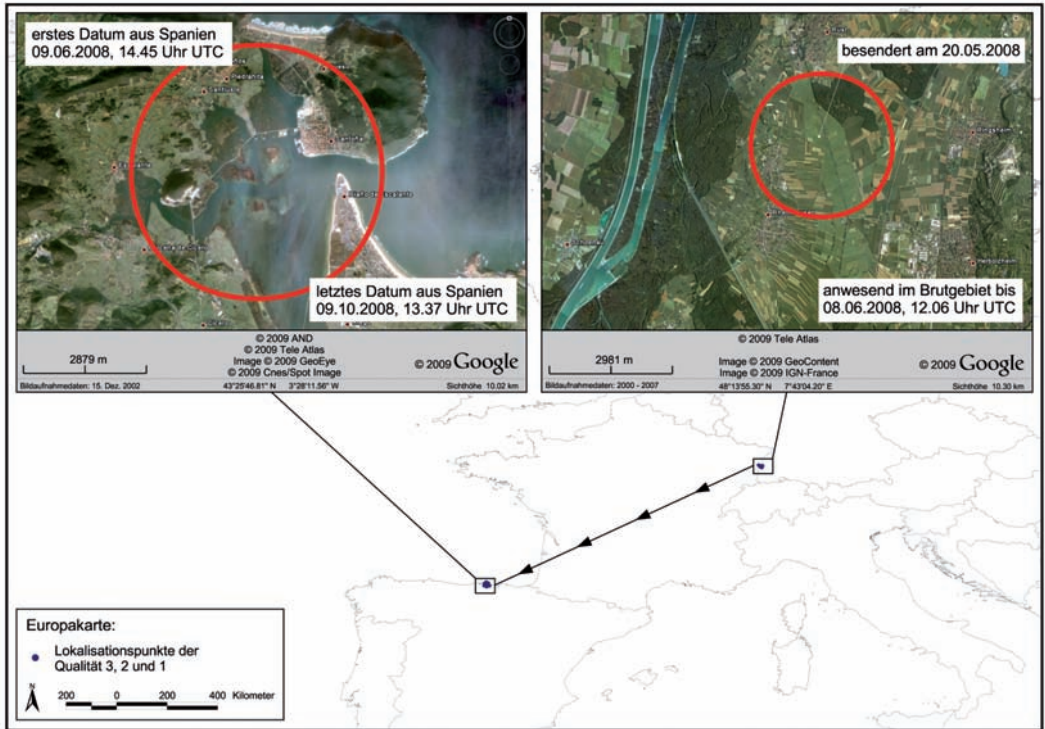 erstes Datum aus Spanien
09.06.2008, 14.45 Uhr UTC
letztes Datum aus Spanien
09.10.2008, 13.37 Uhr UTC
© 2009 AND
© 2009 Tele Atlas
Image © 2009 GeoEye
© 2009 Cnes/Spot Image
© 2009 Google
2879 m
Bildaufnahmedaten: 15. Dez. 2002
43°25'46.81" N 3°28'11.56" W
Sichthöhe 10.02 km
besendert am 20.05.2008
Rust
Ringsheim
Herbolzheim
anwesend im Brutgebiet bis
08.06.2008, 12.06 Uhr UTC
© 2009 Tele Atlas
Image © 2009 GeoContent
Image © 2009 IGN-France
© 2009 Google
2981 m
Bildaufnahmedaten: 2000 - 2007
48°13'55.30" N 7°43'04.20" E
Sichthöhe 10.30 km
Europakarte:
Lokalisationspunkte der
Qualität 3, 2 und 1
N
200 0 200 400 Kilometer